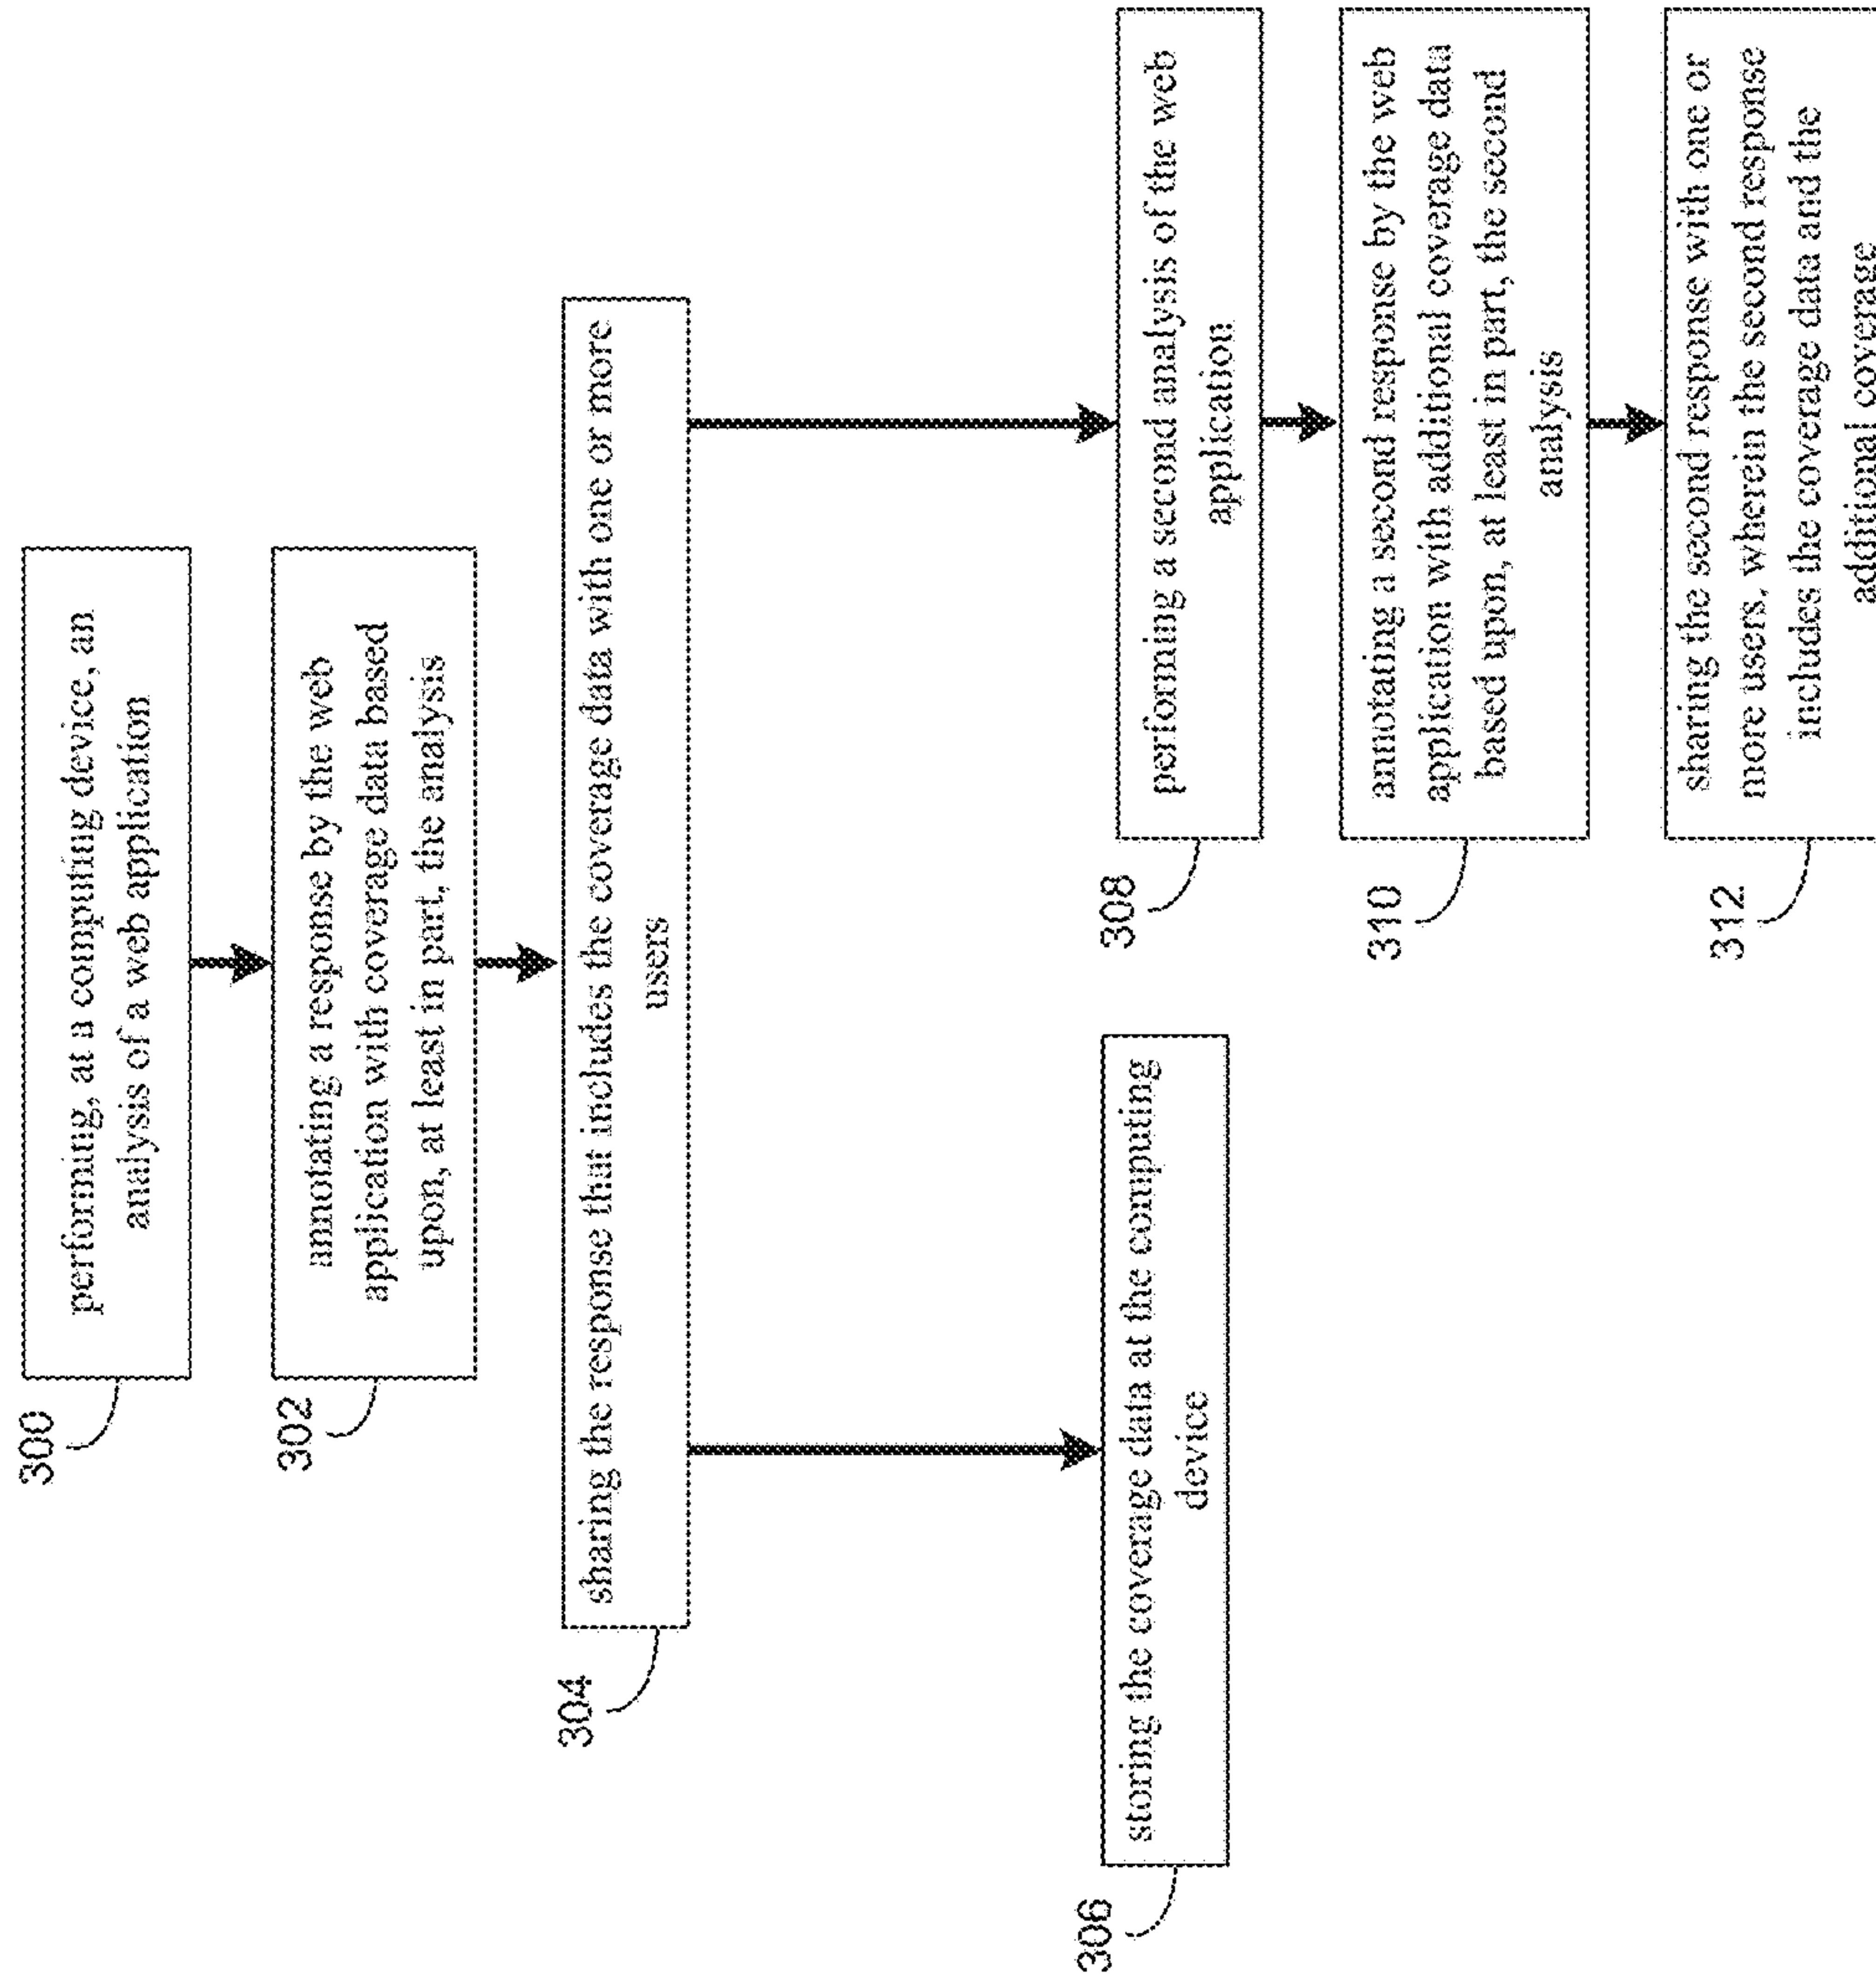 300
performing, at a computing device, an
analysis of a web application
302
annotating a response by the web
application with coverage data based
upon, at least in part, the analysis
304
sharing the response that includes the coverage data with one or more
users
306
storing the coverage data at the computing
device
308
performing a second analysis of the web
application
310
annotating a second response by the web
application with additional coverage data
based upon, at least in part, the second
analysis
312
sharing the second response with one or
more users, wherein the second response
includes the coverage data and the
additional coverage